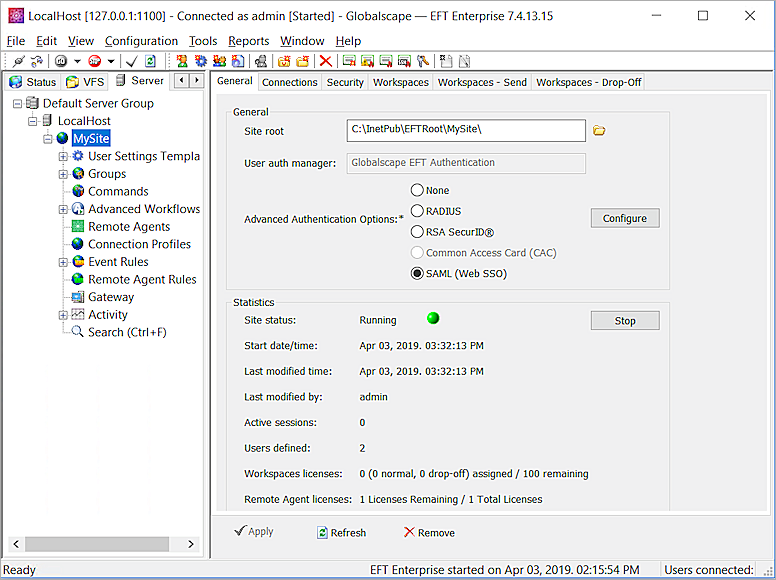 LocalHost [127.0.0.1:1100] - Connected as admin [Started] - Globalscape — EFT Enterprise 7.4.13.15
File Edit View Configuration Tools Reports Window Help
Status VFS Server
Default Server Group
LocalHost
MySite
User Settings Templa
Groups
Commands
Advanced Workflows
Remote Agents
Connection Profiles
Event Rules
Remote Agent Rules
Gateway
Activity
Search (Ctrl+F)
General Connections Security Workspaces Workspaces - Send Workspaces - Drop-Off
General
Site root C:\InetPub\EFTRoot\MySite\
User auth manager: Globalscape EFT Authentication
Advanced Authentication Options:*
None
RADIUS
RSA SecurID®
Common Access Card (CAC)
SAML (Web SSO)
Configure
Statistics
Site status: Running Stop
Start date/time: Apr 03, 2019. 03:32:13 PM
Last modified time: Apr 03, 2019. 03:32:13 PM
Last modified by: admin
Active sessions: 0
Users defined: 2
Workspaces licenses: 0 (0 normal, 0 drop-off) assigned / 100 remaining
Remote Agent licenses: 1 Licenses Remaining / 1 Total Licenses
Apply Refresh Remove
Ready EFT Enterprise started on Apr 03, 2019. 02:15:54 PM Users connected: